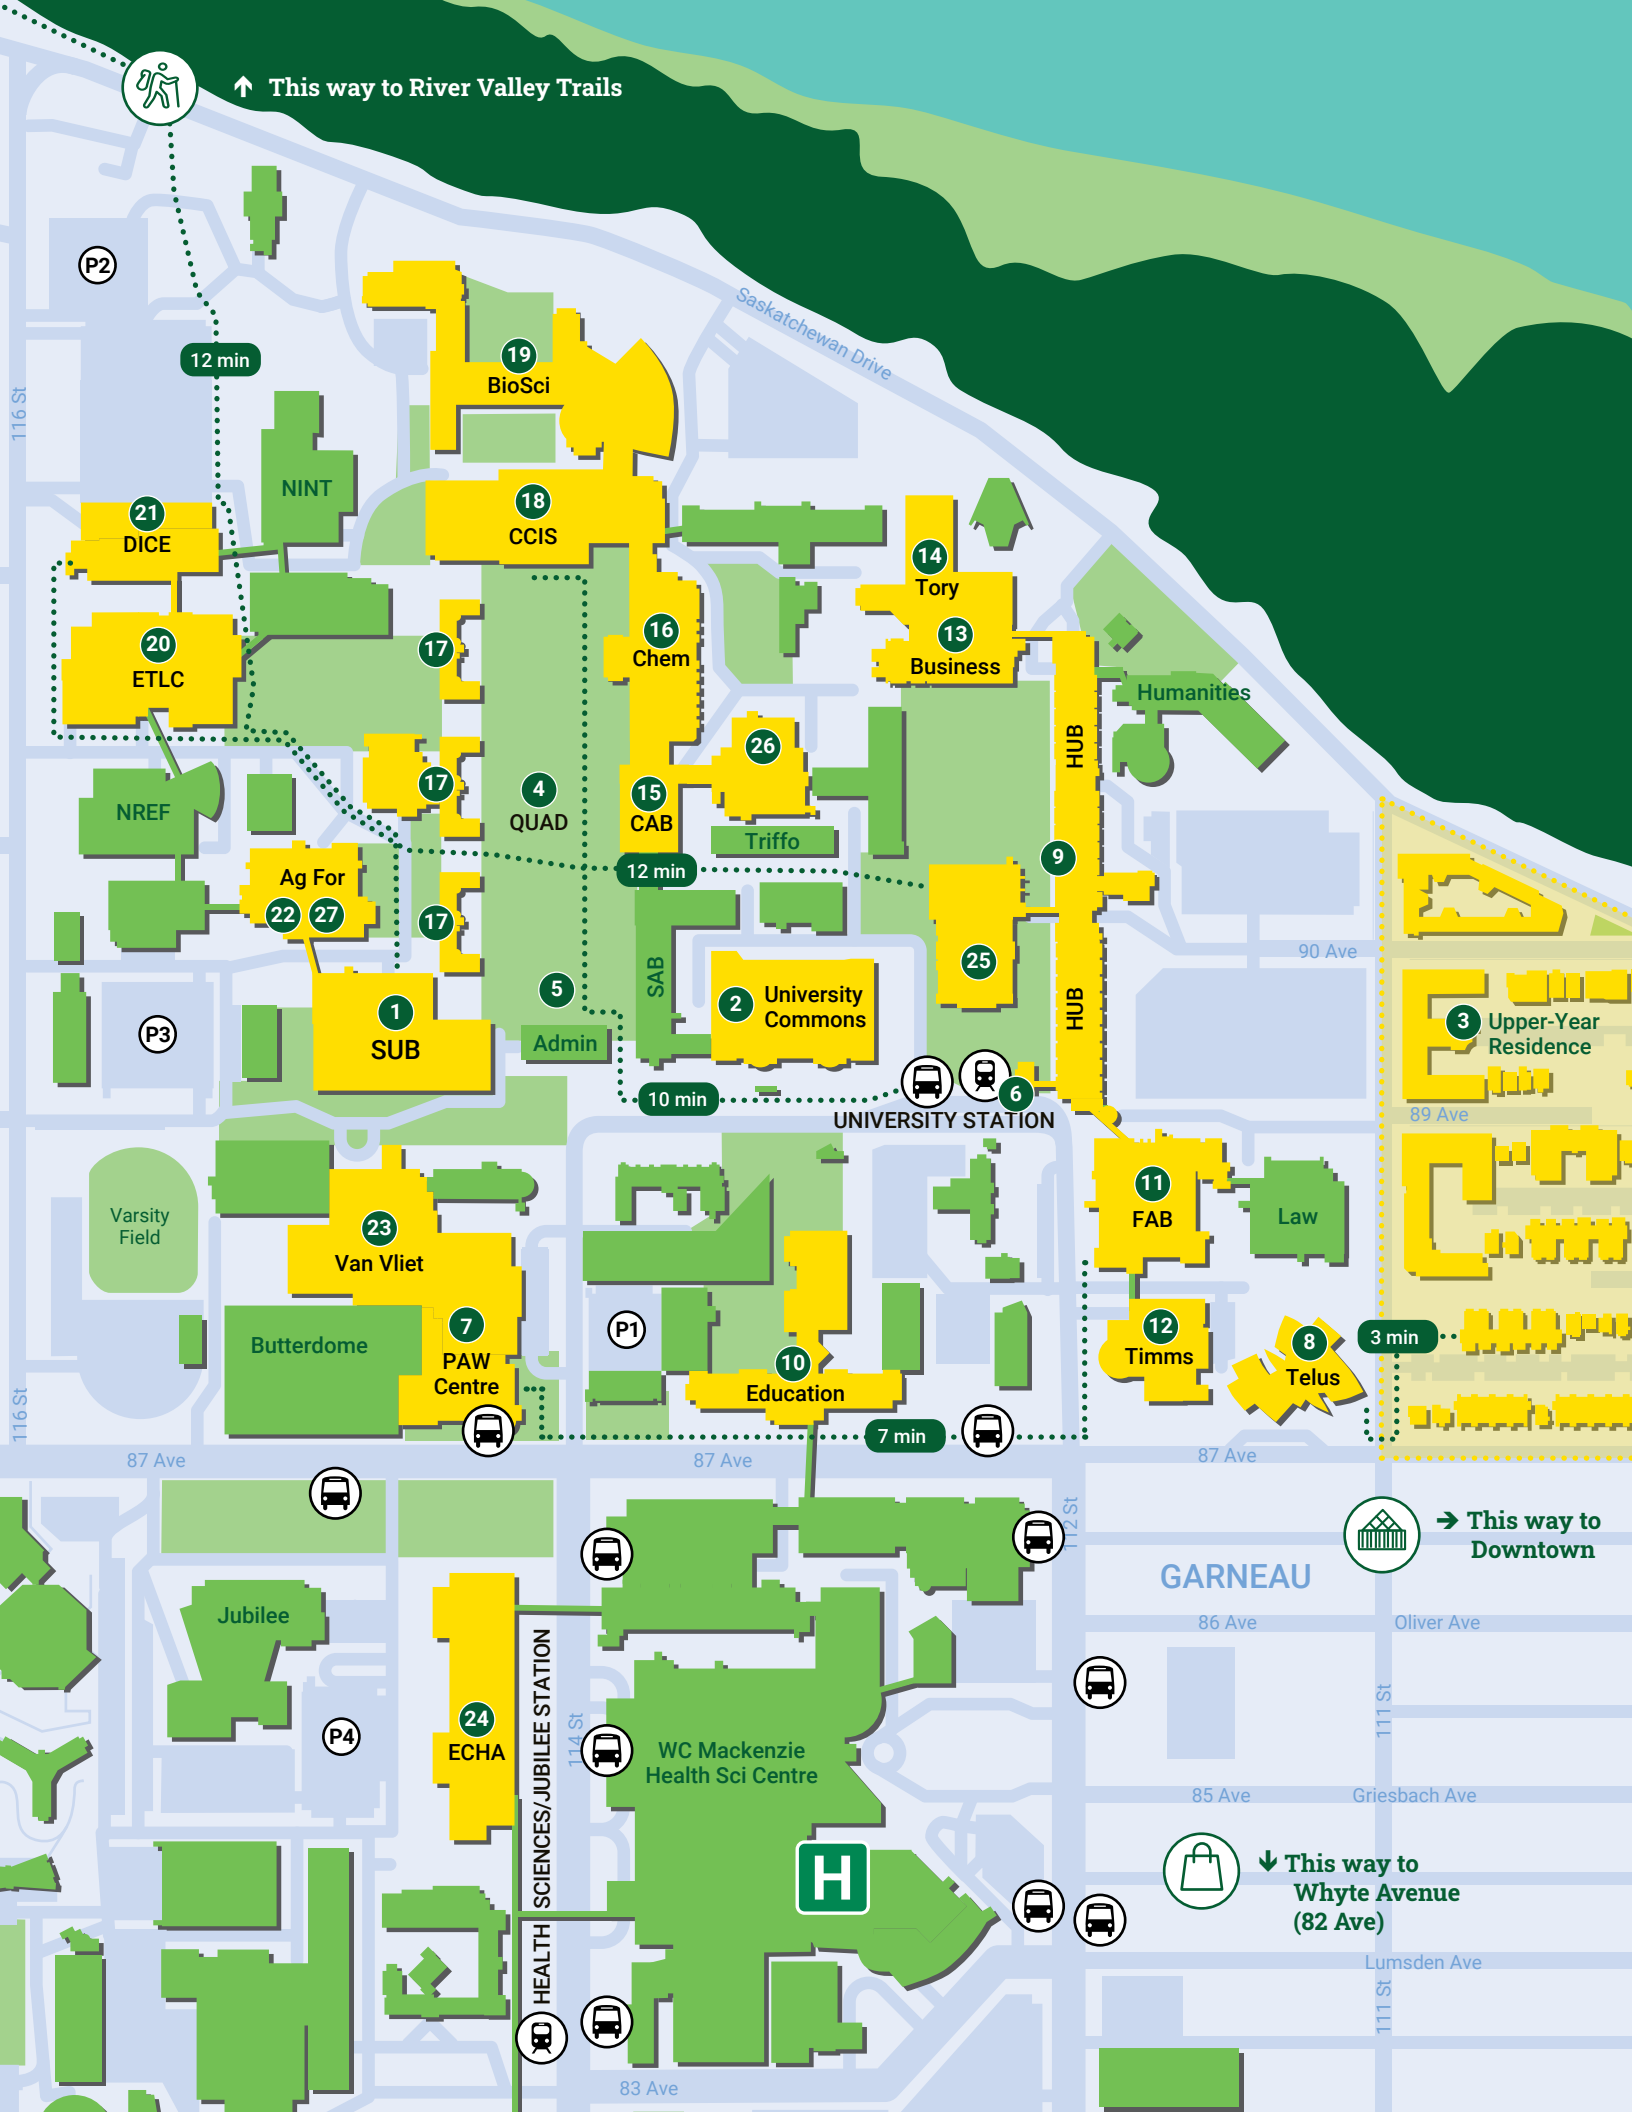 This way to River Valley Trails
P2
Saskatchewan Drive
12 min
19
BioSci
116 St
NINT
18
CCIS
21
DICE
14
Tory
13
Business
16
Chem
20
ETLC
17
Humanities
HUB
26
17
4
QUAD
15
CAB
NREF
Triffo
9
12 min
Ag For
22
27
17
90 Ave
25
SAB
5
2
University
Commons
1
SUB
HUB
3
Upper-Year
Residence
P3
Admin
10 min
6
UNIVERSITY STATION
89 Ave
11
FAB
Law
Varsity
Field
23
Van Vliet
7
PAW
Centre
Butterdome
P1
10
Education
12
Timms
8
Telus
3 min
116 St
7 min
87 Ave
87 Ave
87 Ave
112 St
This way to
Downtown
GARNEAU
Jubilee
86 Ave
Oliver Ave
HEALTH SCIENCES/JUBILEE STATION
24
ECHA
P4
114 St
WC Mackenzie
Health Sci Centre
111 St
85 Ave
Griesbach Ave
H
This way to
Whyte Avenue
(82 Ave)
Lumsden Ave
111 St
83 Ave